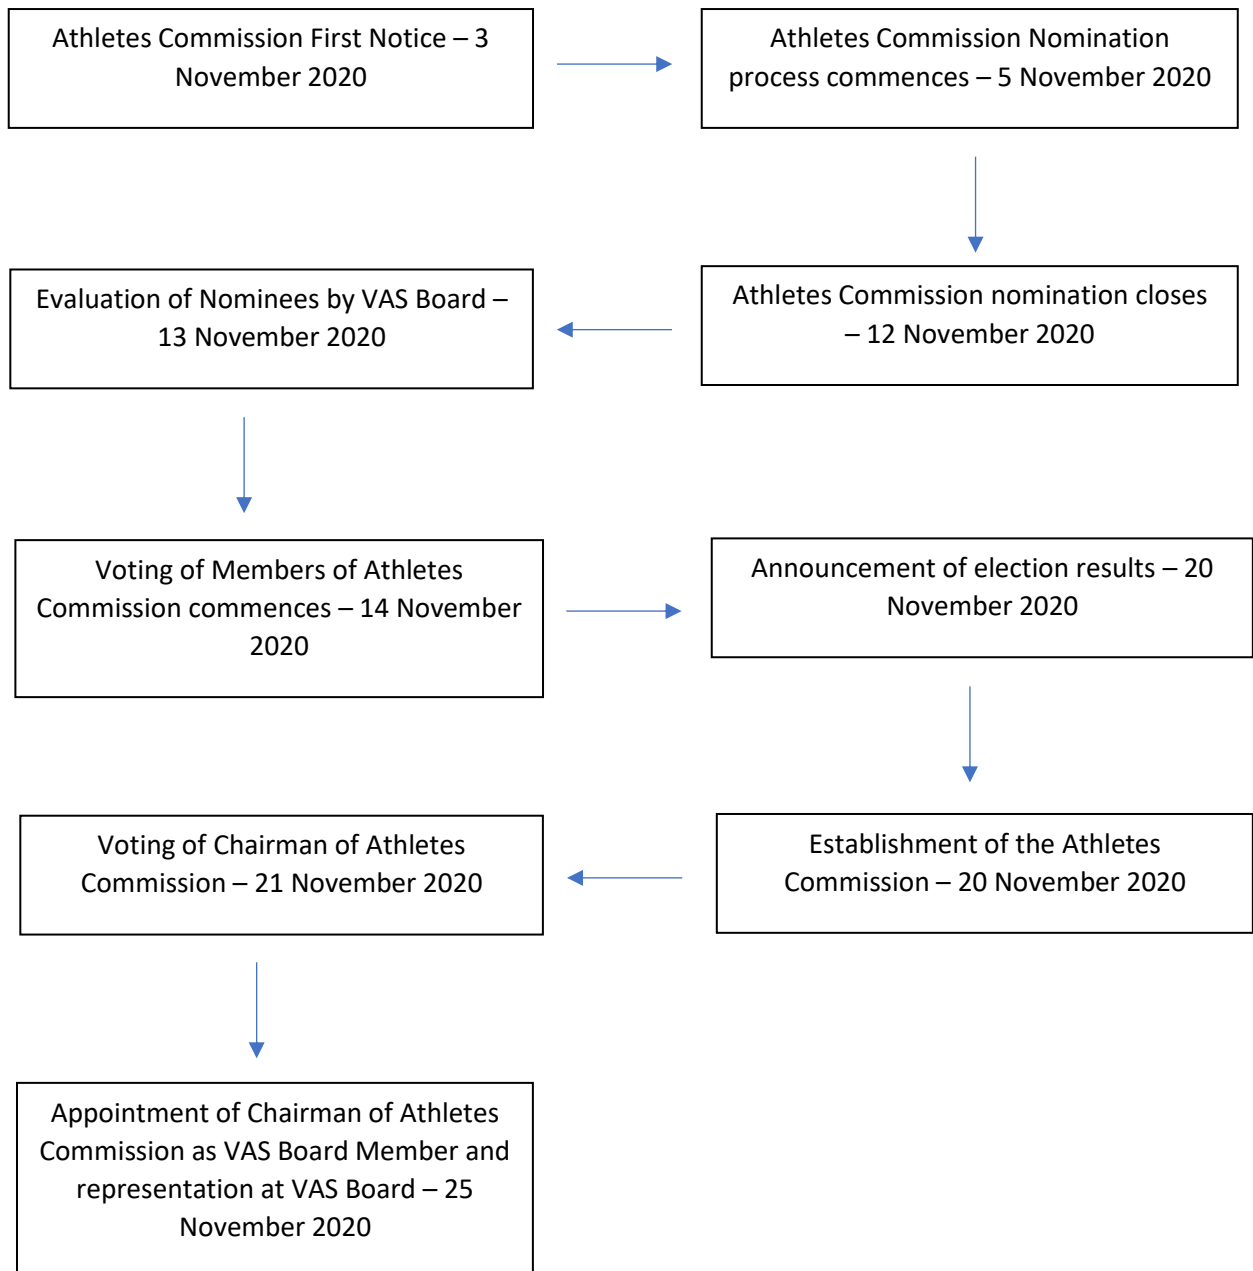 Athletes Commission First Notice – 3
November 2020
Athletes Commission Nomination
process commences – 5 November 2020
Athletes Commission nomination closes
– 12 November 2020
Evaluation of Nominees by VAS Board –
13 November 2020
Voting of Members of Athletes
Commission commences – 14 November
2020
Announcement of election results – 20
November 2020
Establishment of the Athletes
Commission – 20 November 2020
Voting of Chairman of Athletes
Commission – 21 November 2020
Appointment of Chairman of Athletes
Commission as VAS Board Member and
representation at VAS Board – 25
November 2020